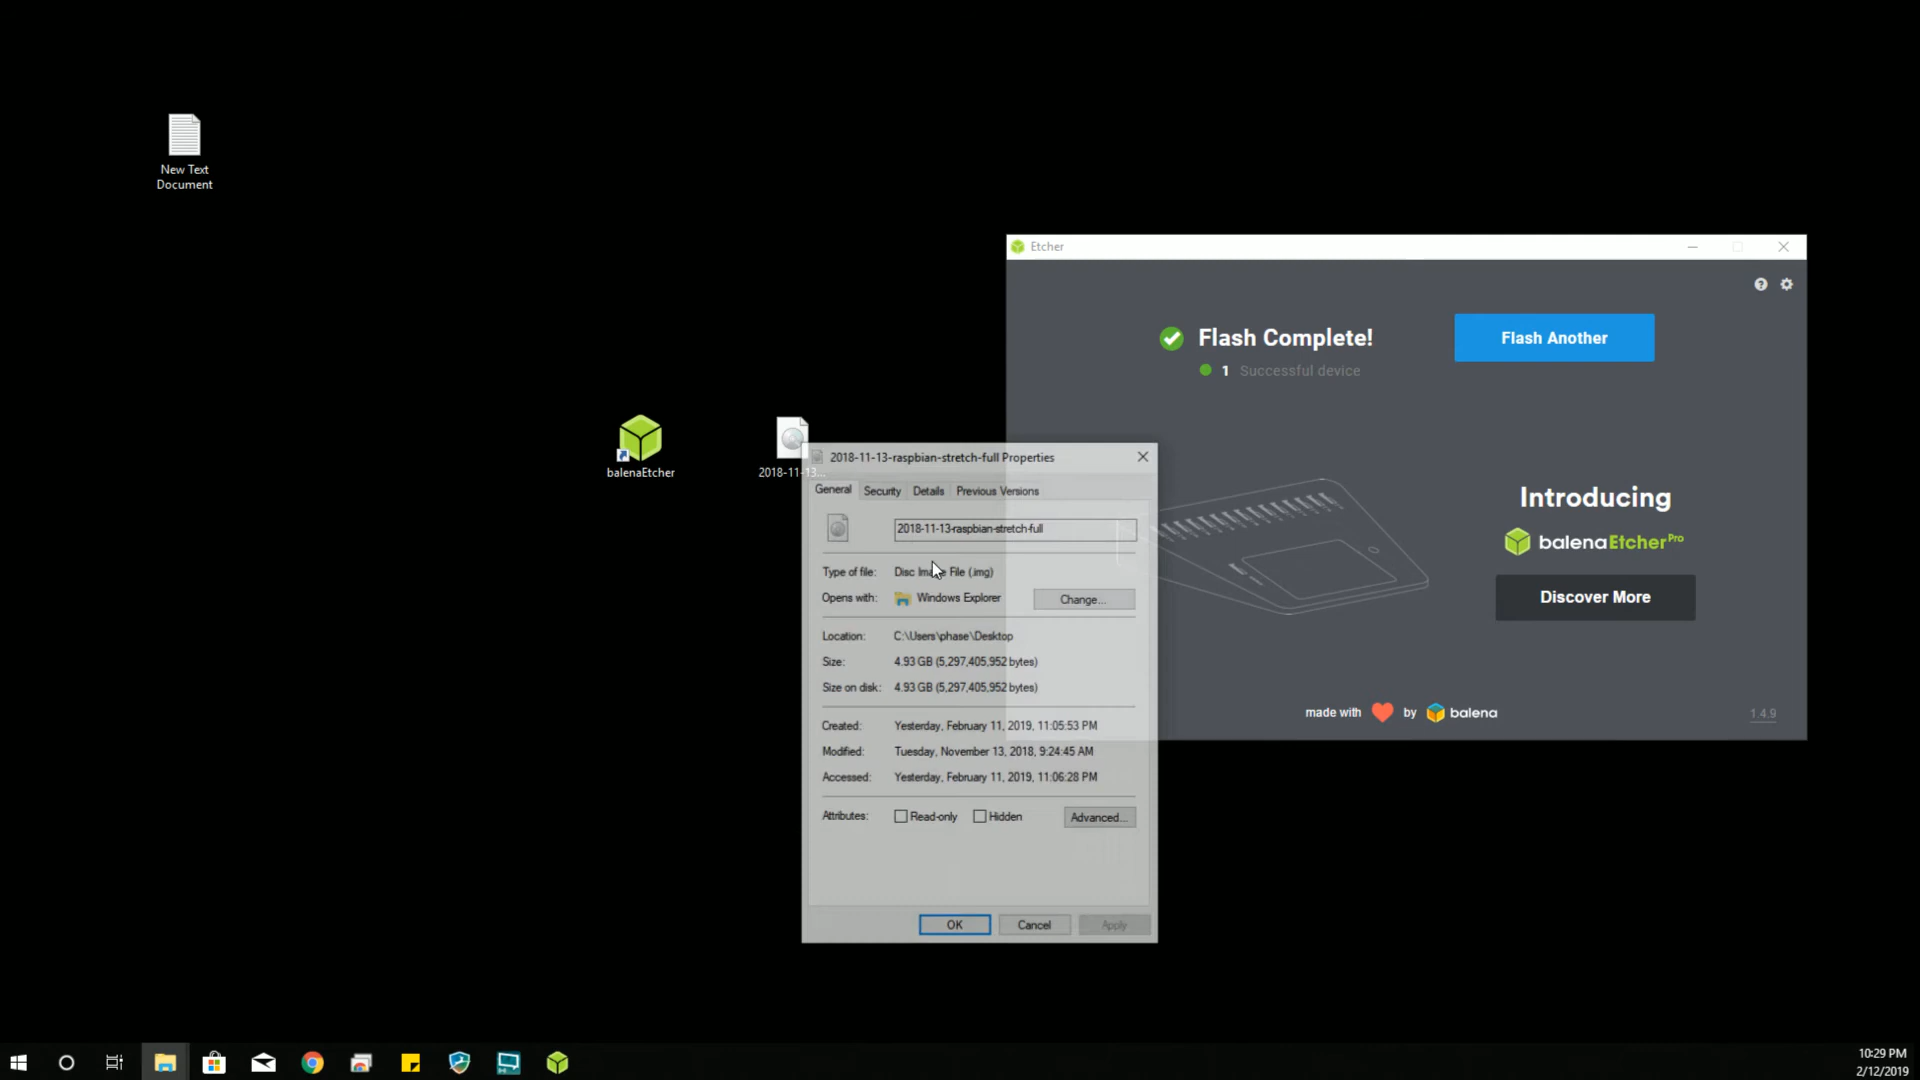 New Text
Document
balenaEtcher
2018-11-13...
Etcher
Flash Complete!
1 Successful device
Flash Another
Introducing
balenaEtcherPro
Discover More
made with by balena
1.4.9
2018-11-13-raspbian-stretch-full Properties
General Security Details Previous Versions
2018-11-13-raspbian-stretch-full
Type of file: Disc Image File (.img)
Opens with: Windows Explorer Change...
Location: C:\Users\phase\Desktop
Size: 4.93 GB (5,297,405,952 bytes)
Size on disk: 4.93 GB (5,297,405,952 bytes)
Created: Yesterday, February 11, 2019, 11:05:53 PM
Modified: Tuesday, November 13, 2018, 9:24:45 AM
Accessed: Yesterday, February 11, 2019, 11:06:28 PM
Attributes: Read-only Hidden Advanced...
OK Cancel Apply
10:29 PM
2/12/2019